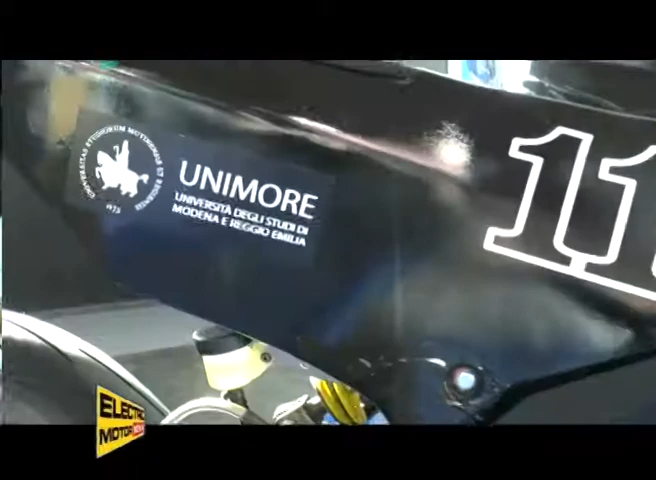 UNIMORE
UNIVERSITÀ DEGLI STUDI DI
MODENA E REGGIO EMILIA
11
ELECTRIC
MOTOR